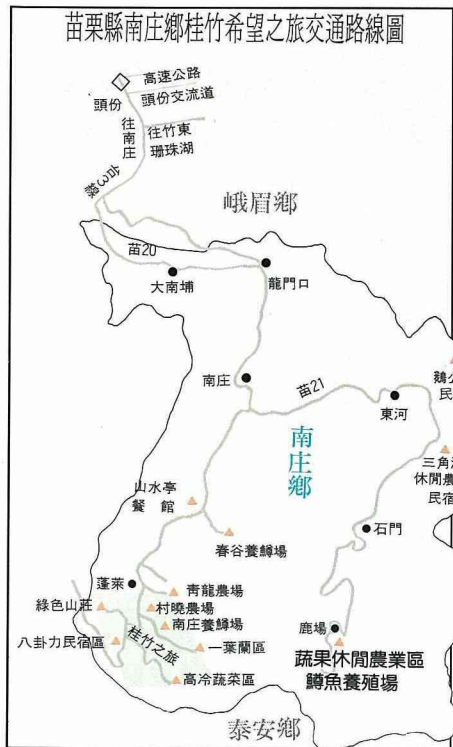 苗栗縣南庄鄉桂竹希望之旅交通路線圖
高速公路
頭份
頭份交流道
往南庄
往竹東
珊珠湖
台3線
峨眉鄉
苗20
大南埔
龍門口
南庄
苗21
東河
鵝公
民
南庄鄉
三角湖
休閒農
民宿
山水亭
餐館
石門
春谷養鱒場
蓬萊
青龍農場
綠色山莊
村曉農場
南庄養鱒場
鹿場
桂竹之旅
八卦力民宿區
一葉蘭區
蔬果休閒農業區
鱒魚養殖場
高冷蔬菜區
泰安鄉